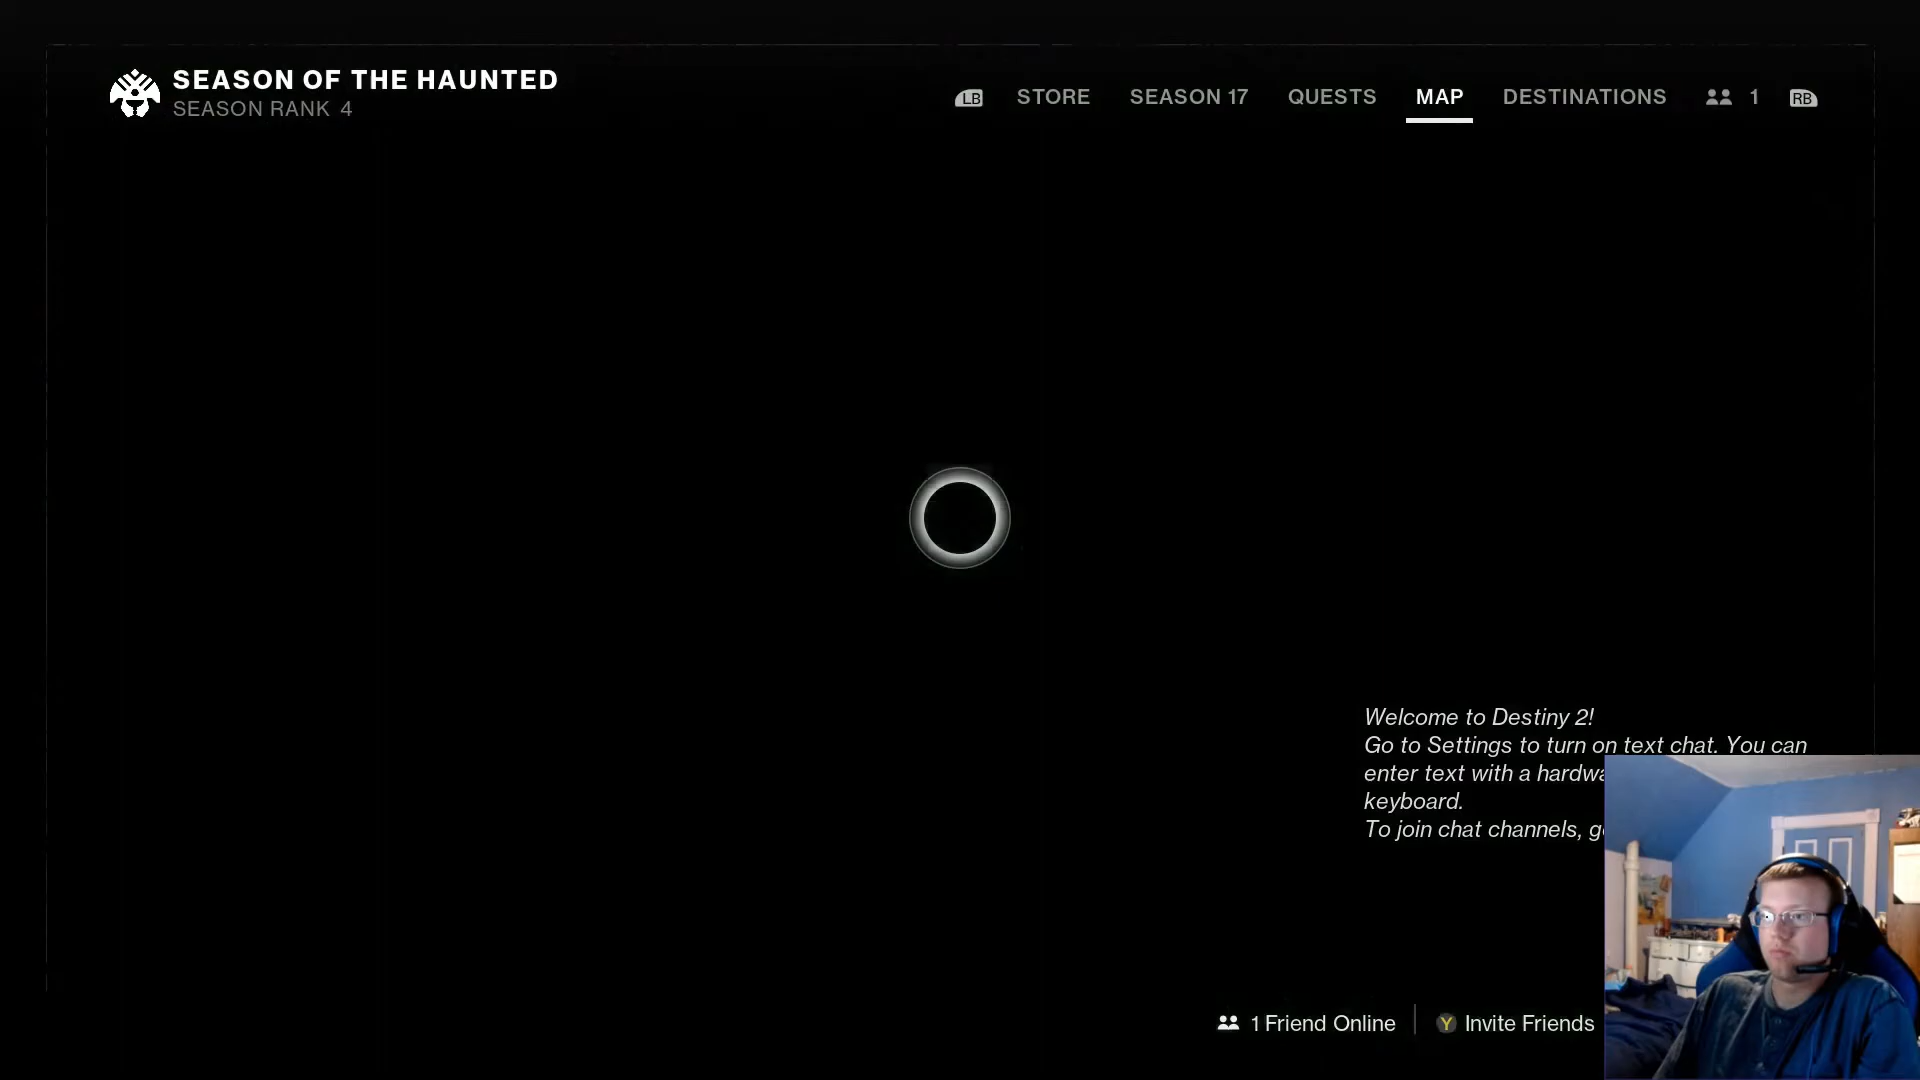 SEASON OF THE HAUNTED
SEASON RANK 4
LB STORE SEASON 17 QUESTS MAP DESTINATIONS 1 RB
Welcome to Destiny 2!
Go to Settings to turn on text chat. You can
enter text with a
keyboard.
To join chat channels,
1 Friend Online
Y Invite Friends